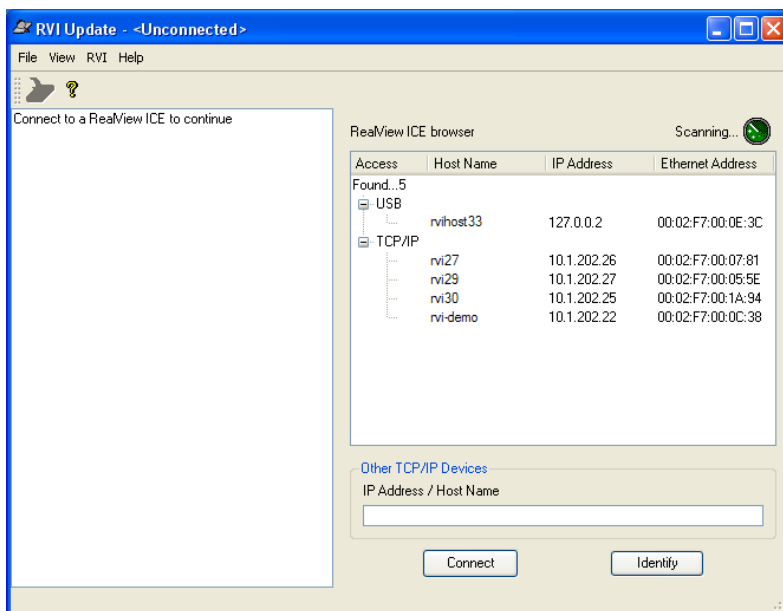 RVI Update - <Unconnected>
File View RVI Help
Connect to a RealView ICE to continue
RealView ICE browser Scanning...
Access Host Name IP Address Ethernet Address
Found...5
USB
rvihost33 127.0.0.2 00:02:F7:00:0E:3C
TCP/IP
rvi27 10.1.202.26 00:02:F7:00:07:81
rvi29 10.1.202.27 00:02:F7:00:05:5E
rvi30 10.1.202.25 00:02:F7:00:1A:94
rvi-demo 10.1.202.22 00:02:F7:00:0C:38
Other TCP/IP Devices
IP Address / Host Name
Connect Identify